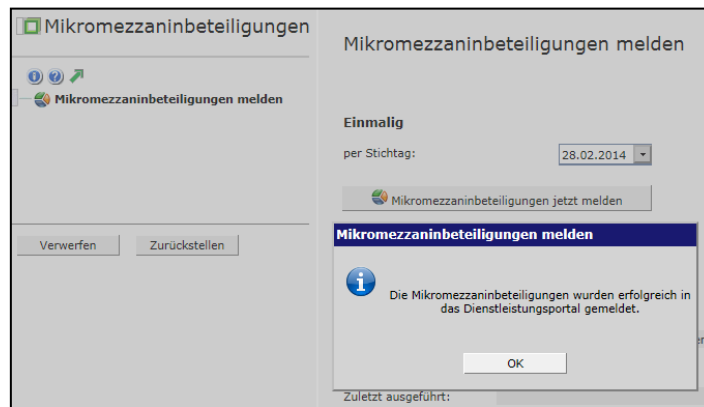 Mikromezzaninbeteiligungen
Mikromezzaninbeteiligungen melden
Verwerfen
Zurückstellen
Mikromezzaninbeteiligungen melden
Einmalig
per Stichtag:
28.02.2014
Mikromezzaninbeteiligungen jetzt melden
Mikromezzaninbeteiligungen melden
Die Mikromezzaninbeteiligungen wurden erfolgreich in
das Dienstleistungsportal gemeldet.
OK
Zuletzt ausgeführt: